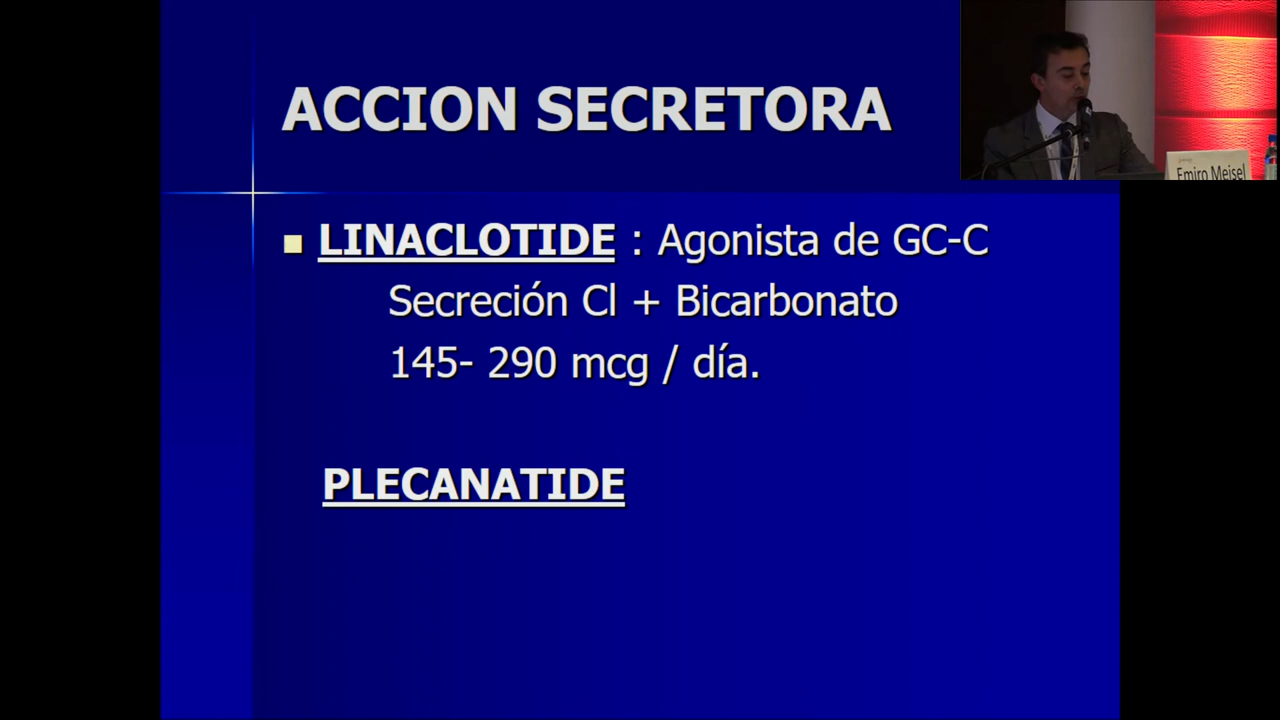 ACCION SECRETORA
LINACLOTIDE : Agonista de GC-C
Secreción Cl + Bicarbonato
145- 290 mcg / día.
PLECANATIDE
Emiro Meisel